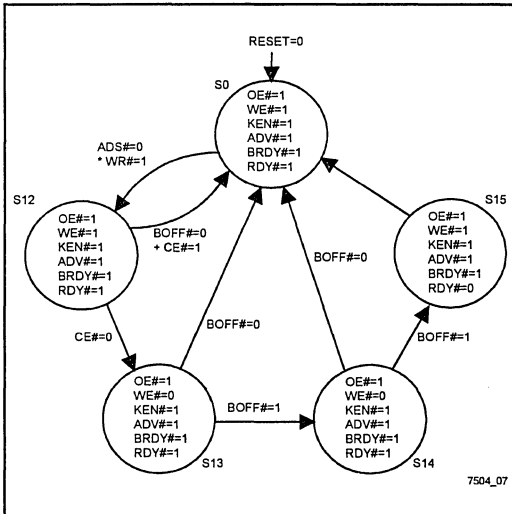 RESET=0
S0
OE#=1
WE#=1
KEN#=1
ADV#=1
BRDY#=1
RDY#=1
ADS#=0
* WR#=1
S12
OE#=1
WE#=1
KEN#=1
ADV#=1
BRDY#=1
RDY#=1
BOFF#=0
+ CE#=1
S15
OE#=1
WE#=1
KEN#=1
ADV#=1
BRDY#=1
RDY#=0
BOFF#=0
CE#=0
BOFF#=0
BOFF#=1
OE#=1
WE#=0
KEN#=1
ADV#=1
BRDY#=1
RDY#=1
S13
BOFF#=1
OE#=1
WE#=0
KEN#=1
ADV#=1
BRDY#=1
RDY#=1
S14
7504_07